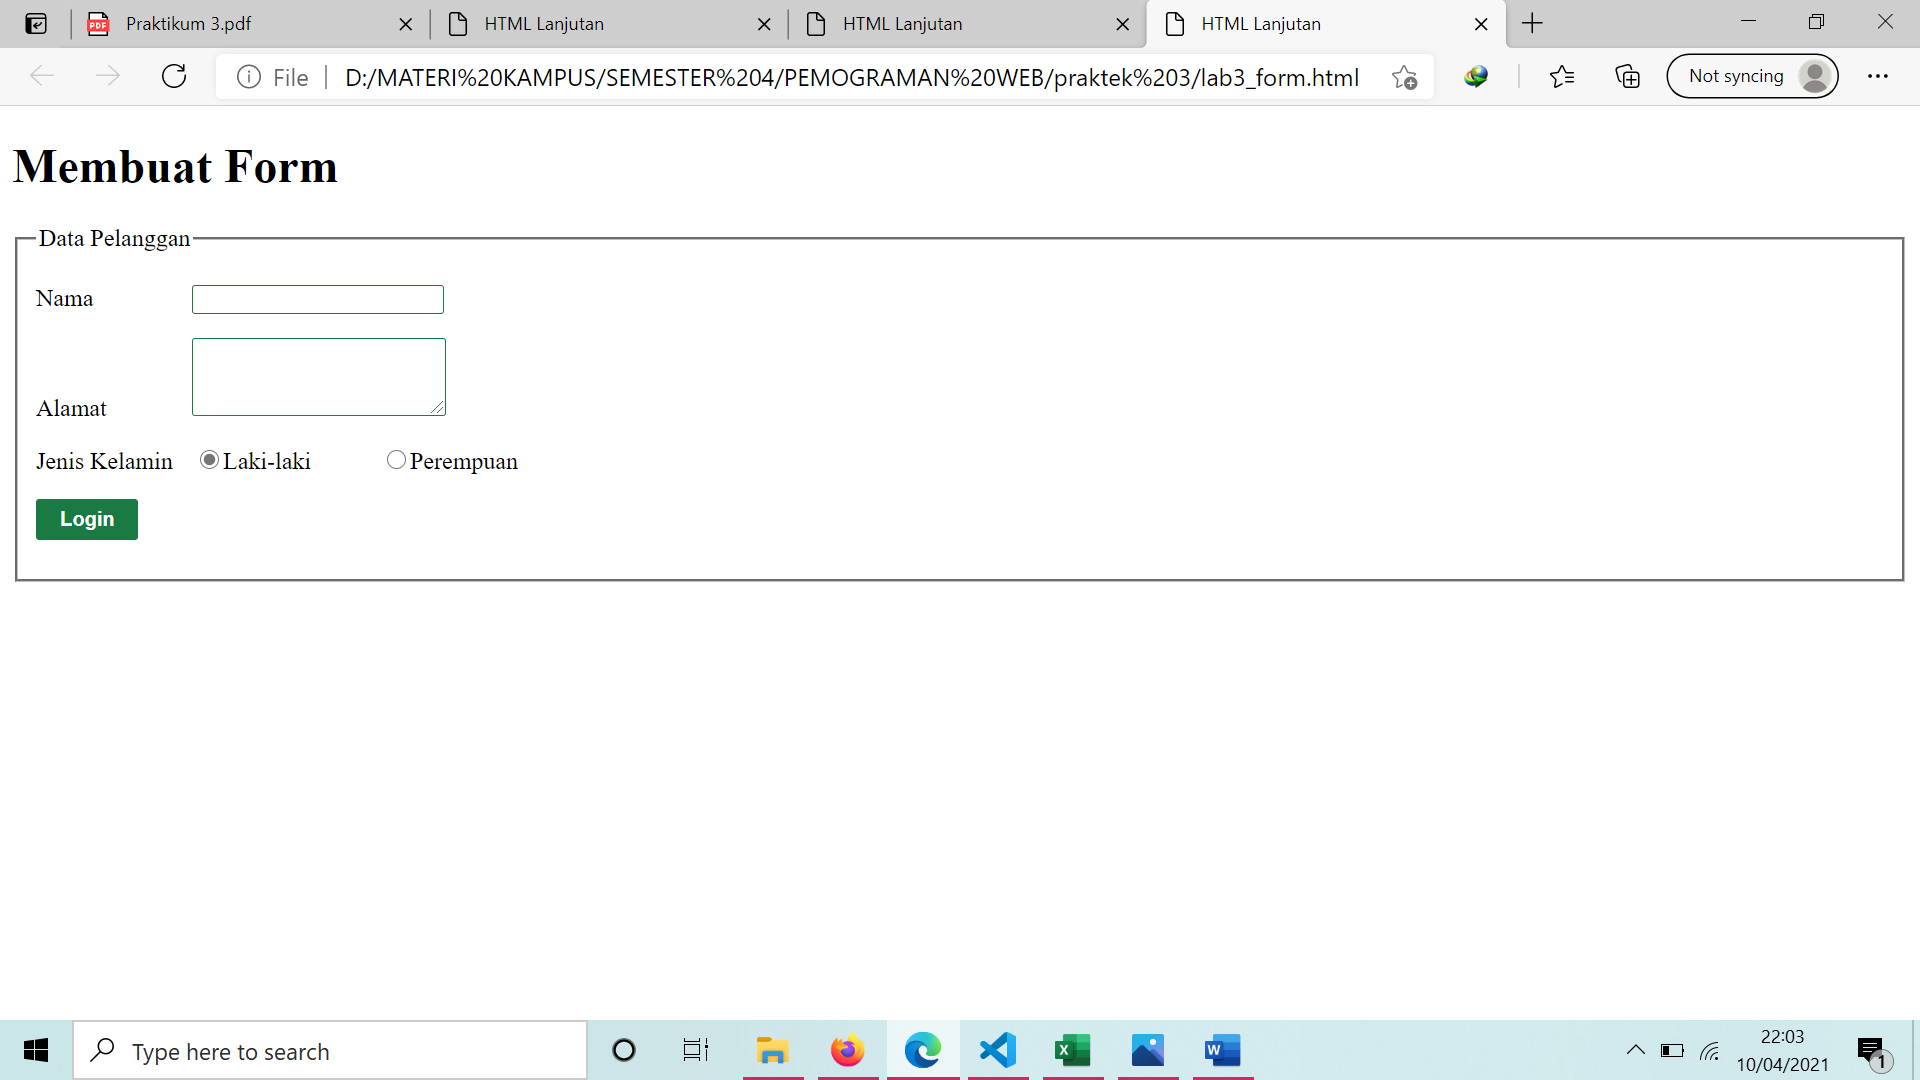 Praktikum 3.pdf
HTML Lanjutan
HTML Lanjutan
HTML Lanjutan
File
D:/MATERI%20KAMPUS/SEMESTER%204/PEMOGRAMAN%20WEB/praktek%203/lab3_form.html
Not syncing
Membuat Form
Data Pelanggan
Nama
Alamat
Jenis Kelamin Laki-laki Perempuan
Login
Type here to search
22:03
10/04/2021
1